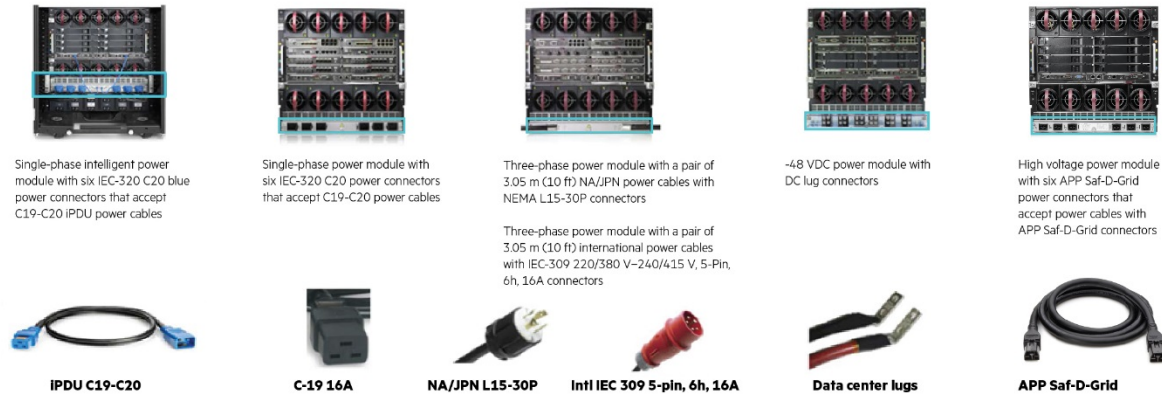 Single-phase intelligent power
module with six IEC-320 C20 blue
power connectors that accept
C19-C20 iPDU power cables
Single-phase power module with
six IEC-320 C20 power connectors
that accept C19-C20 power cables
Three-phase power module with a pair of
3.05 m (10 ft) NA/JPN power cables with
NEMA L15-30P connectors
Three-phase power module with a pair of
3.05 m (10 ft) international power cables
with IEC-309 220/380 V–240/415 V, 5-Pin,
6h, 16A connectors
-48 VDC power module with
DC lug connectors
High voltage power module
with six APP Saf-D-Grid
power connectors that
accept power cables with
APP Saf-D-Grid connectors
iPDU C19-C20
C-19 16A
NA/JPN L15-30P
Intl IEC 309 5-pin, 6h, 16A
Data center lugs
APP Saf-D-Grid